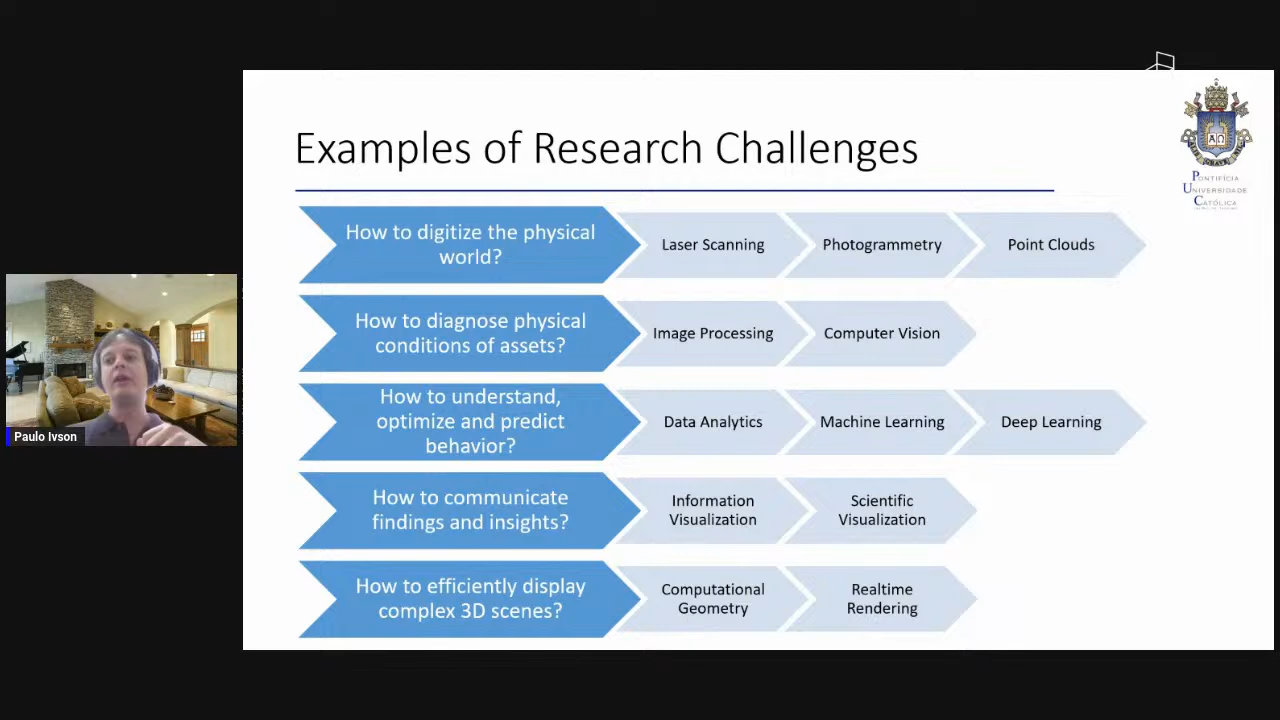 Examples of Research Challenges
PONTIFÍCIA
UNIVERSIDADE
CATÓLICA
How to digitize the physical
world?
Laser Scanning
Photogrammetry
Point Clouds
How to diagnose physical
conditions of assets?
Image Processing
Computer Vision
How to understand,
optimize and predict
behavior?
Data Analytics
Machine Learning
Deep Learning
How to communicate
findings and insights?
Information
Visualization
Scientific
Visualization
How to efficiently display
complex 3D scenes?
Computational
Geometry
Realtime
Rendering
Paulo Ivson